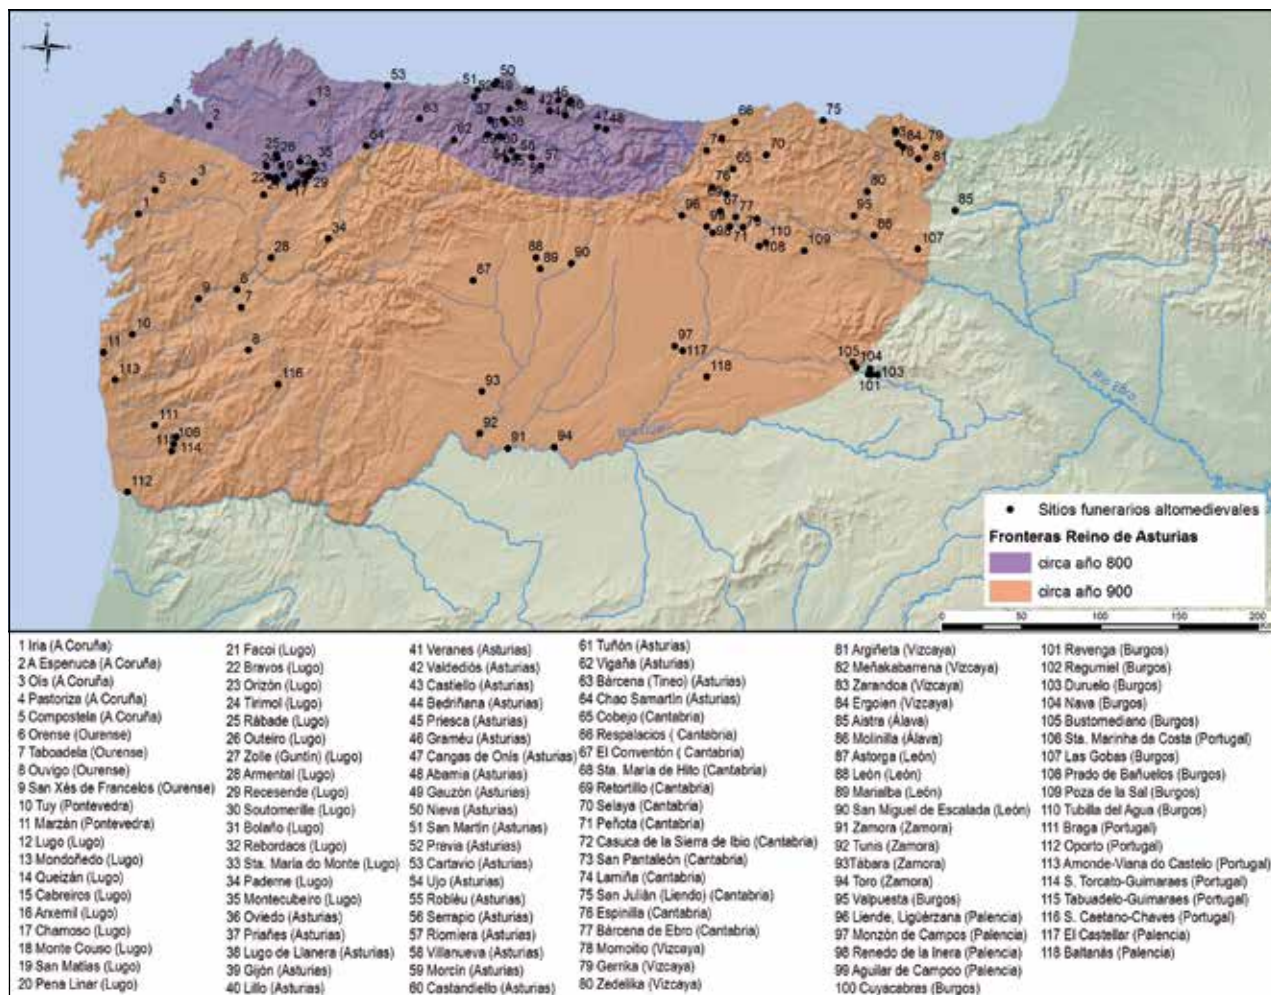 Sitios funerarios altomedievales
Fronteras Reino de Asturias
circa año 800
circa año 900
0 50 100 150 200
Río Ebro
1 Iria (A Coruña)
2 A Espenuca (A Coruña)
3 Ois (A Coruña)
4 Pastoriza (A Coruña)
5 Compostela (A Coruña)
6 Orense (Ourense)
7 Taboadela (Ourense)
8 Ouvigo (Ourense)
9 San Xés de Francelos (Ourense)
10 Tuy (Pontevedra)
11 Marzán (Pontevedra)
12 Lugo (Lugo)
13 Mondoñedo (Lugo)
14 Queizán (Lugo)
15 Cabreiros (Lugo)
16 Arxemil (Lugo)
17 Chamoso (Lugo)
18 Monte Couso (Lugo)
19 San Matías (Lugo)
20 Pena Linar (Lugo)
21 Facoi (Lugo)
22 Bravos (Lugo)
23 Orizón (Lugo)
24 Tirimol (Lugo)
25 Rábade (Lugo)
26 Outeiro (Lugo)
27 Zolle (Guntín) (Lugo)
28 Armental (Lugo)
29 Recesende (Lugo)
30 Soutomerille (Lugo)
31 Bolaño (Lugo)
32 Rebordaos (Lugo)
33 Sta. María do Monte (Lugo)
34 Paderne (Lugo)
35 Montecubeiro (Lugo)
36 Oviedo (Asturias)
37 Priañes (Asturias)
38 Lugo de Llanera (Asturias)
39 Gijón (Asturias)
40 Lillo (Asturias)
41 Veranes (Asturias)
42 Valdediós (Asturias)
43 Castiello (Asturias)
44 Bedriñana (Asturias)
45 Priesca (Asturias)
46 Graméu (Asturias)
47 Cangas de Onís (Asturias)
48 Abamia (Asturias)
49 Gauzón (Asturias)
50 Nieva (Asturias)
51 San Martín (Asturias)
52 Pravia (Asturias)
53 Cartavio (Asturias)
54 Ujo (Asturias)
55 Robléu (Asturias)
56 Serrapio (Asturias)
57 Riomiera (Asturias)
58 Villanueva (Asturias)
59 Morcín (Asturias)
60 Castandiello (Asturias)
61 Tuñón (Asturias)
62 Vigaña (Asturias)
63 Bárcena (Tineo) (Asturias)
64 Chao Samartín (Asturias)
65 Cobejo (Cantabria)
66 Respalacios ( Cantabria)
67 El Conventón ( Cantabria)
68 Sta. María de Hito (Cantabria)
69 Retortillo (Cantabria)
70 Selaya (Cantabria)
71 Peñota (Cantabria)
72 Casuca de la Sierra de Ibio (Cantabria)
73 San Pantaleón (Cantabria)
74 Lamiña (Cantabria)
75 San Julián (Liendo) (Cantabria)
76 Espinilla (Cantabria)
77 Bárcena de Ebro (Cantabria)
78 Momoitio (Vizcaya)
79 Gerrika (Vizcaya)
80 Zedelika (Vizcaya)
81 Argiñeta (Vizcaya)
82 Meñakabarrena (Vizcaya)
83 Zarandoa (Vizcaya)
84 Ergoien (Vizcaya)
85 Aistra (Álava)
86 Molinilla (Álava)
87 Astorga (León)
88 León (León)
89 Marialba (León)
90 San Miguel de Escalada (León)
91 Zamora (Zamora)
92 Tunis (Zamora)
93Tábara (Zamora)
94 Toro (Zamora)
95 Valpuesta (Burgos)
96 Liende, Ligüérzana (Palencia)
97 Monzón de Campos (Palencia)
98 Renedo de la Inera (Palencia)
99 Aguilar de Campoo (Palencia)
100 Cuyacabras (Burgos)
101 Revenga (Burgos)
102 Regumiel (Burgos)
103 Duruelo (Burgos)
104 Nava (Burgos)
105 Bustomediano (Burgos)
106 Sta. Marinha da Costa (Portugal)
107 Las Gobas (Burgos)
108 Prado de Bañuelos (Burgos)
109 Poza de la Sal (Burgos)
110 Tubilla del Agua (Burgos)
111 Braga (Portugal)
112 Oporto (Portugal)
113 Amonde-Viana do Castelo (Portugal)
114 S. Torcato-Guimaraes (Portugal)
115 Tabuadelo-Guimaraes (Portugal)
116 S. Caetano-Chaves (Portugal)
117 El Castellar (Palencia)
118 Baltanás (Palencia)